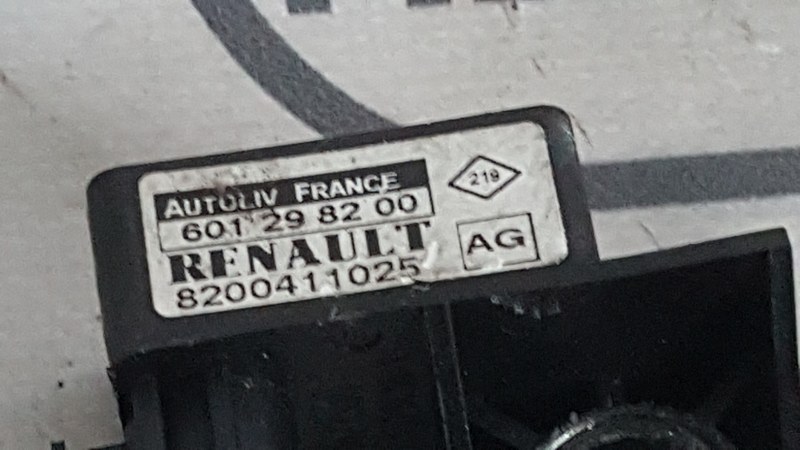 AUTOLIV FRANCE
219
601 29 82 00
RENAULT
AG
8200411025